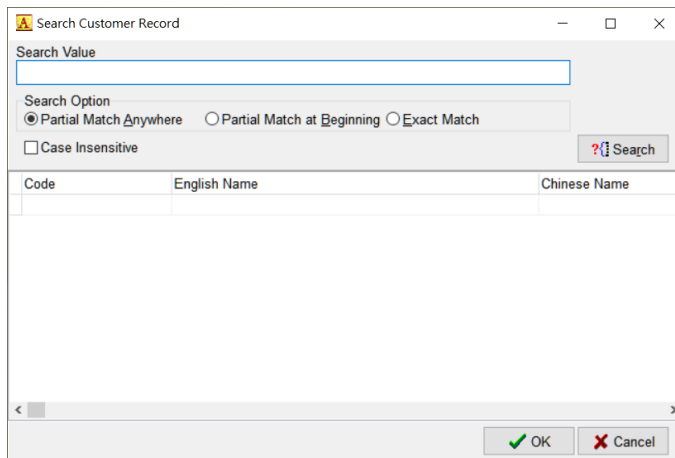 Search Customer Record
Search Value
Search Option
Partial Match Anywhere Partial Match at Beginning Exact Match
Case Insensitive
?{ Search
Code English Name Chinese Name
OK Cancel